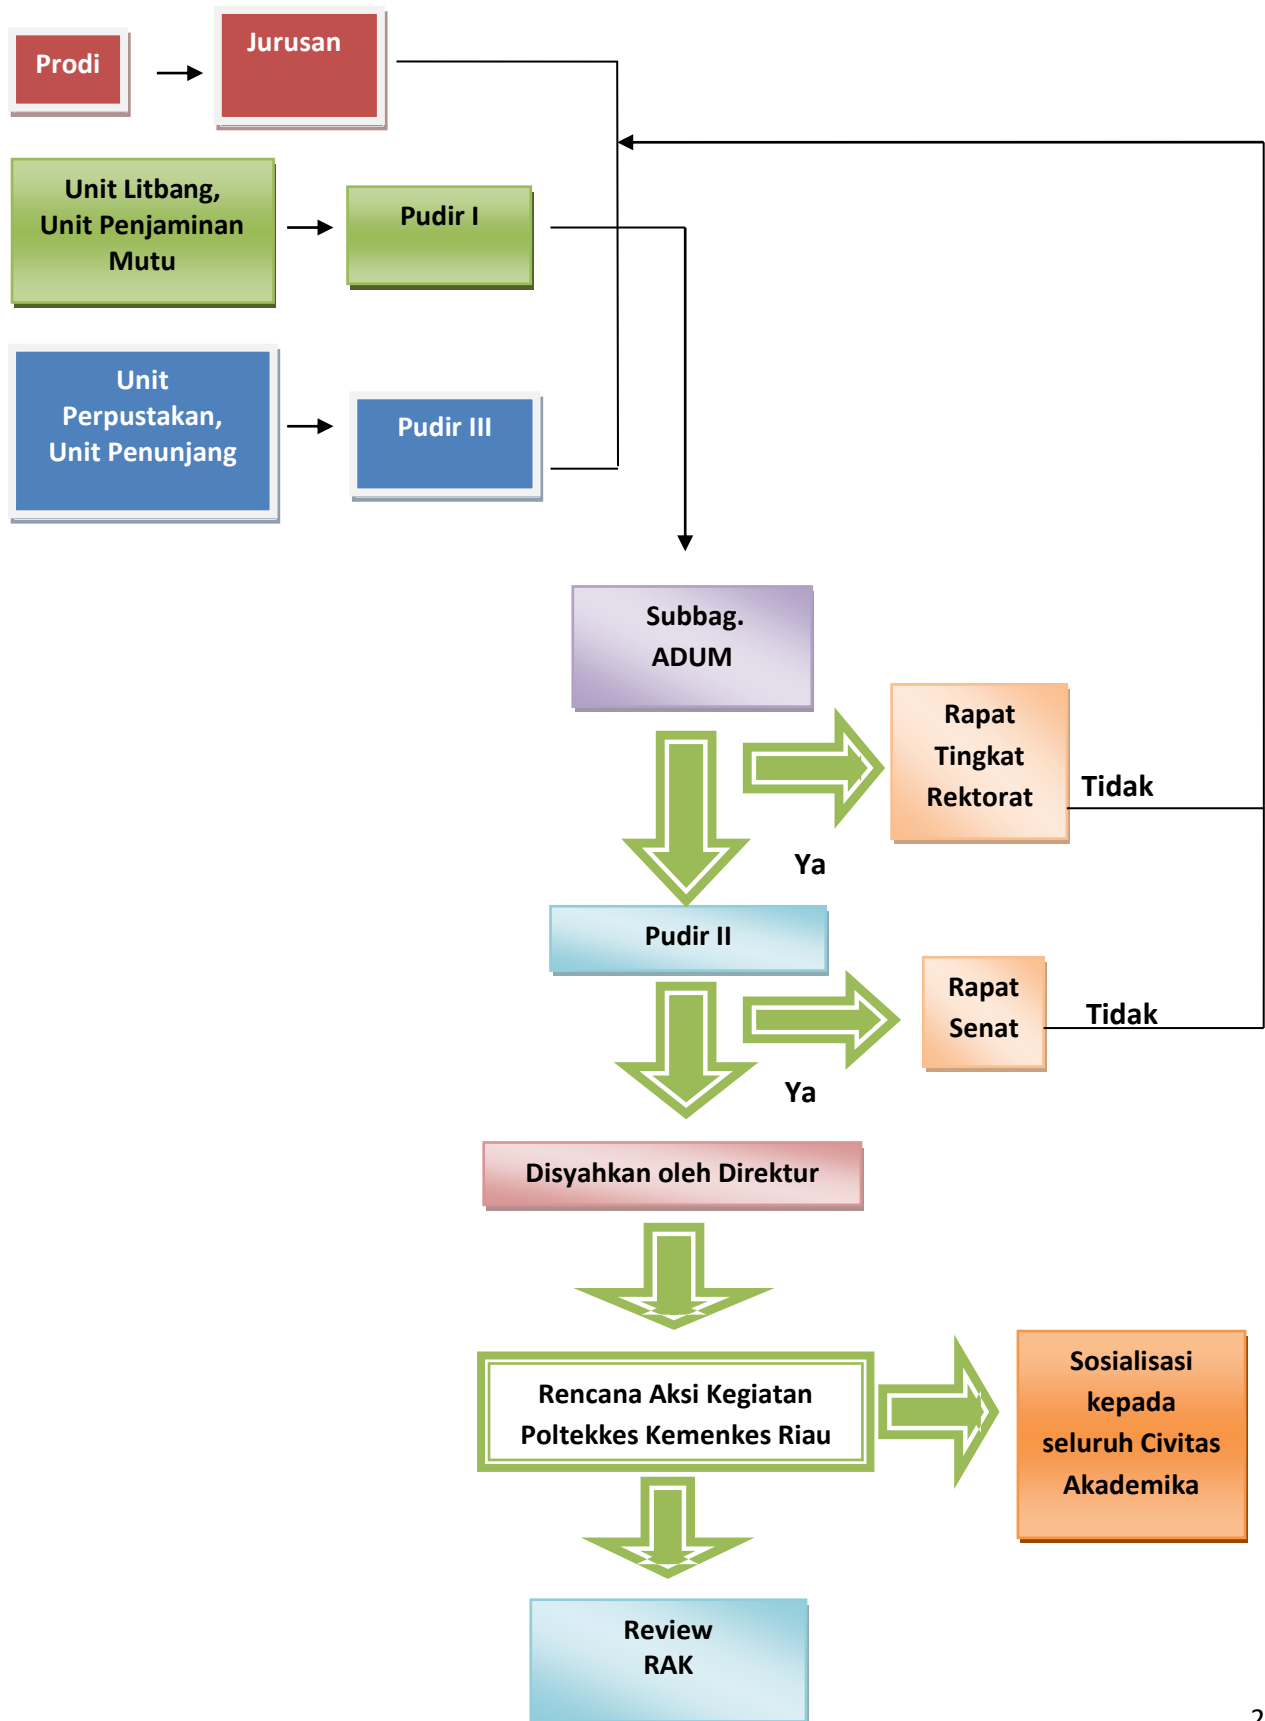 Prodi
Jurusan
Unit Litbang,
Unit Penjaminan
Mutu
Pudir I
Unit
Perpustakan,
Unit Penunjang
Pudir III
Subbag.
ADUM
Rapat
Tingkat
Rektorat
Tidak
Ya
Pudir II
Rapat
Senat
Tidak
Ya
Disyahkan oleh Direktur
Rencana Aksi Kegiatan
Poltekkes Kemenkes Riau
Sosialisasi
kepada
seluruh Civitas
Akademika
Review
RAK